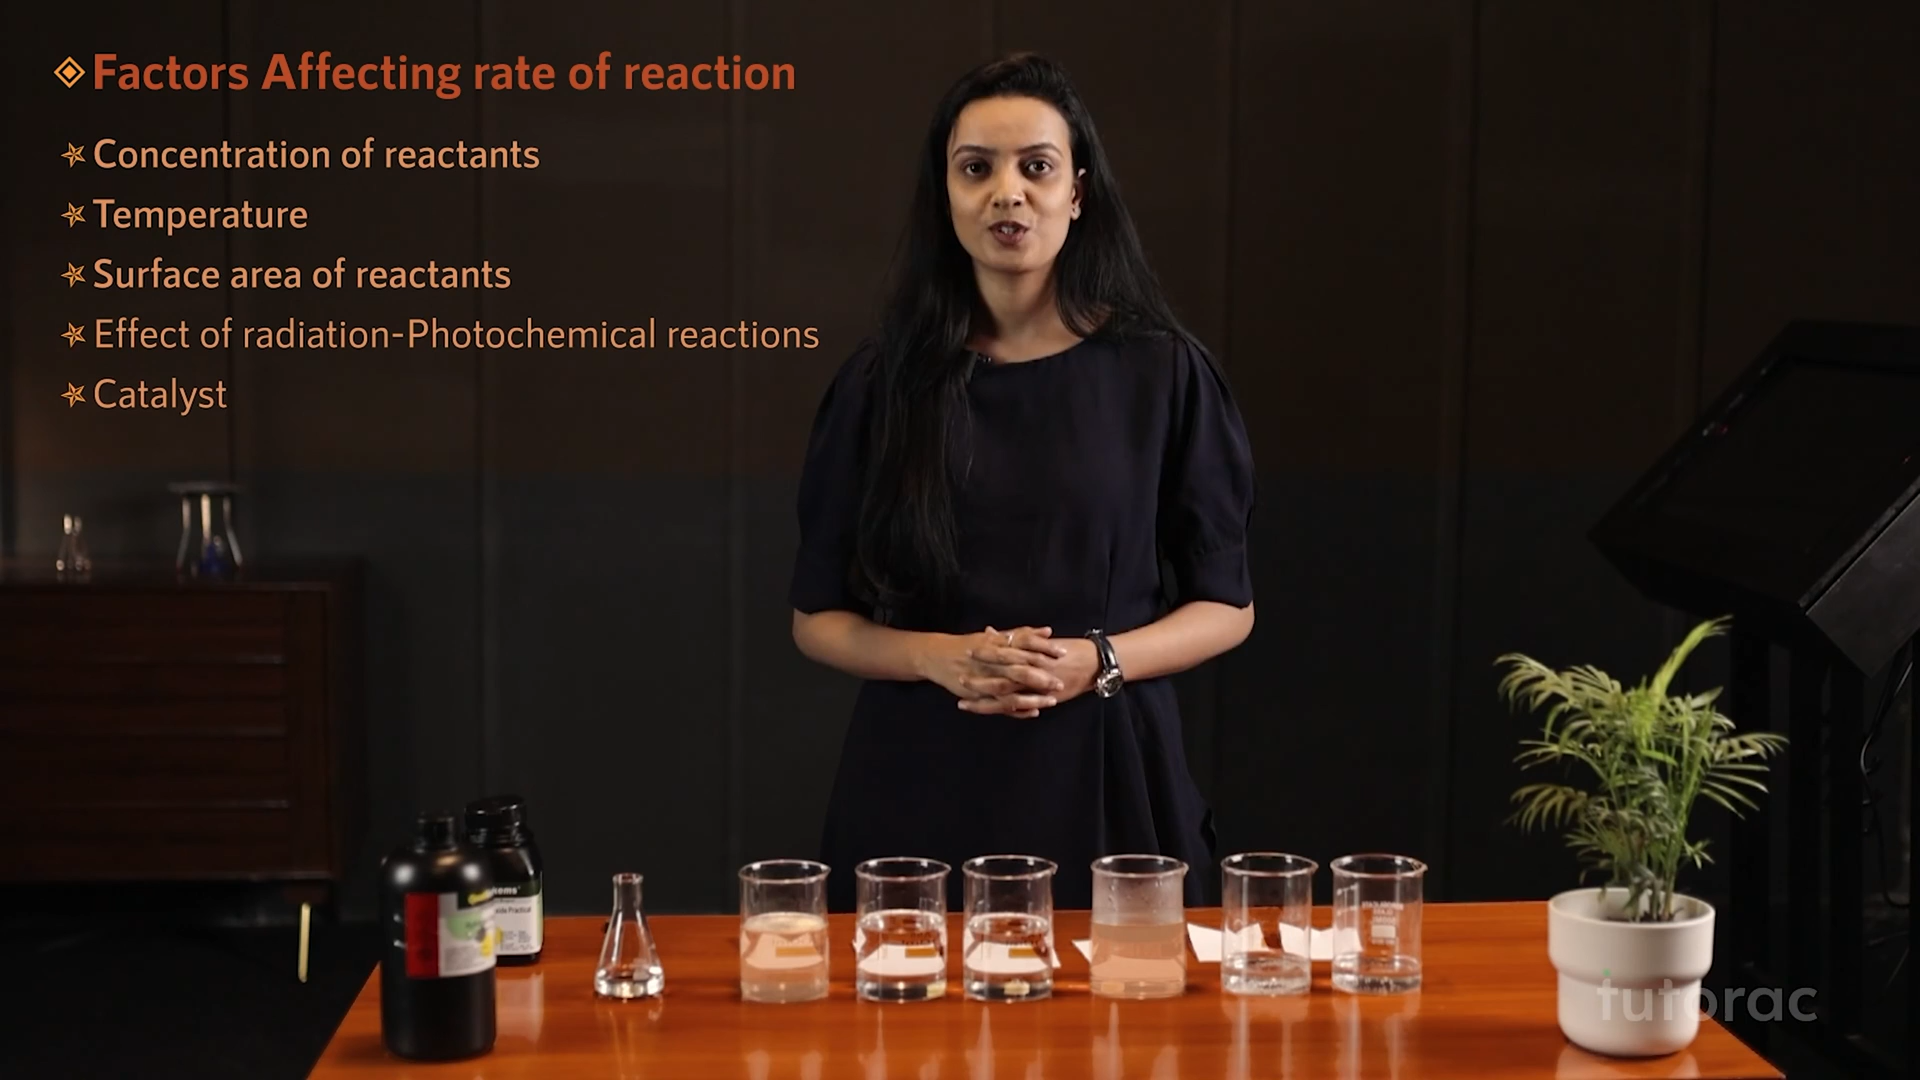 Factors Affecting rate of reaction
Concentration of reactants
Temperature
Surface area of reactants
Effect of radiation-Photochemical reactions
Catalyst
tutorac